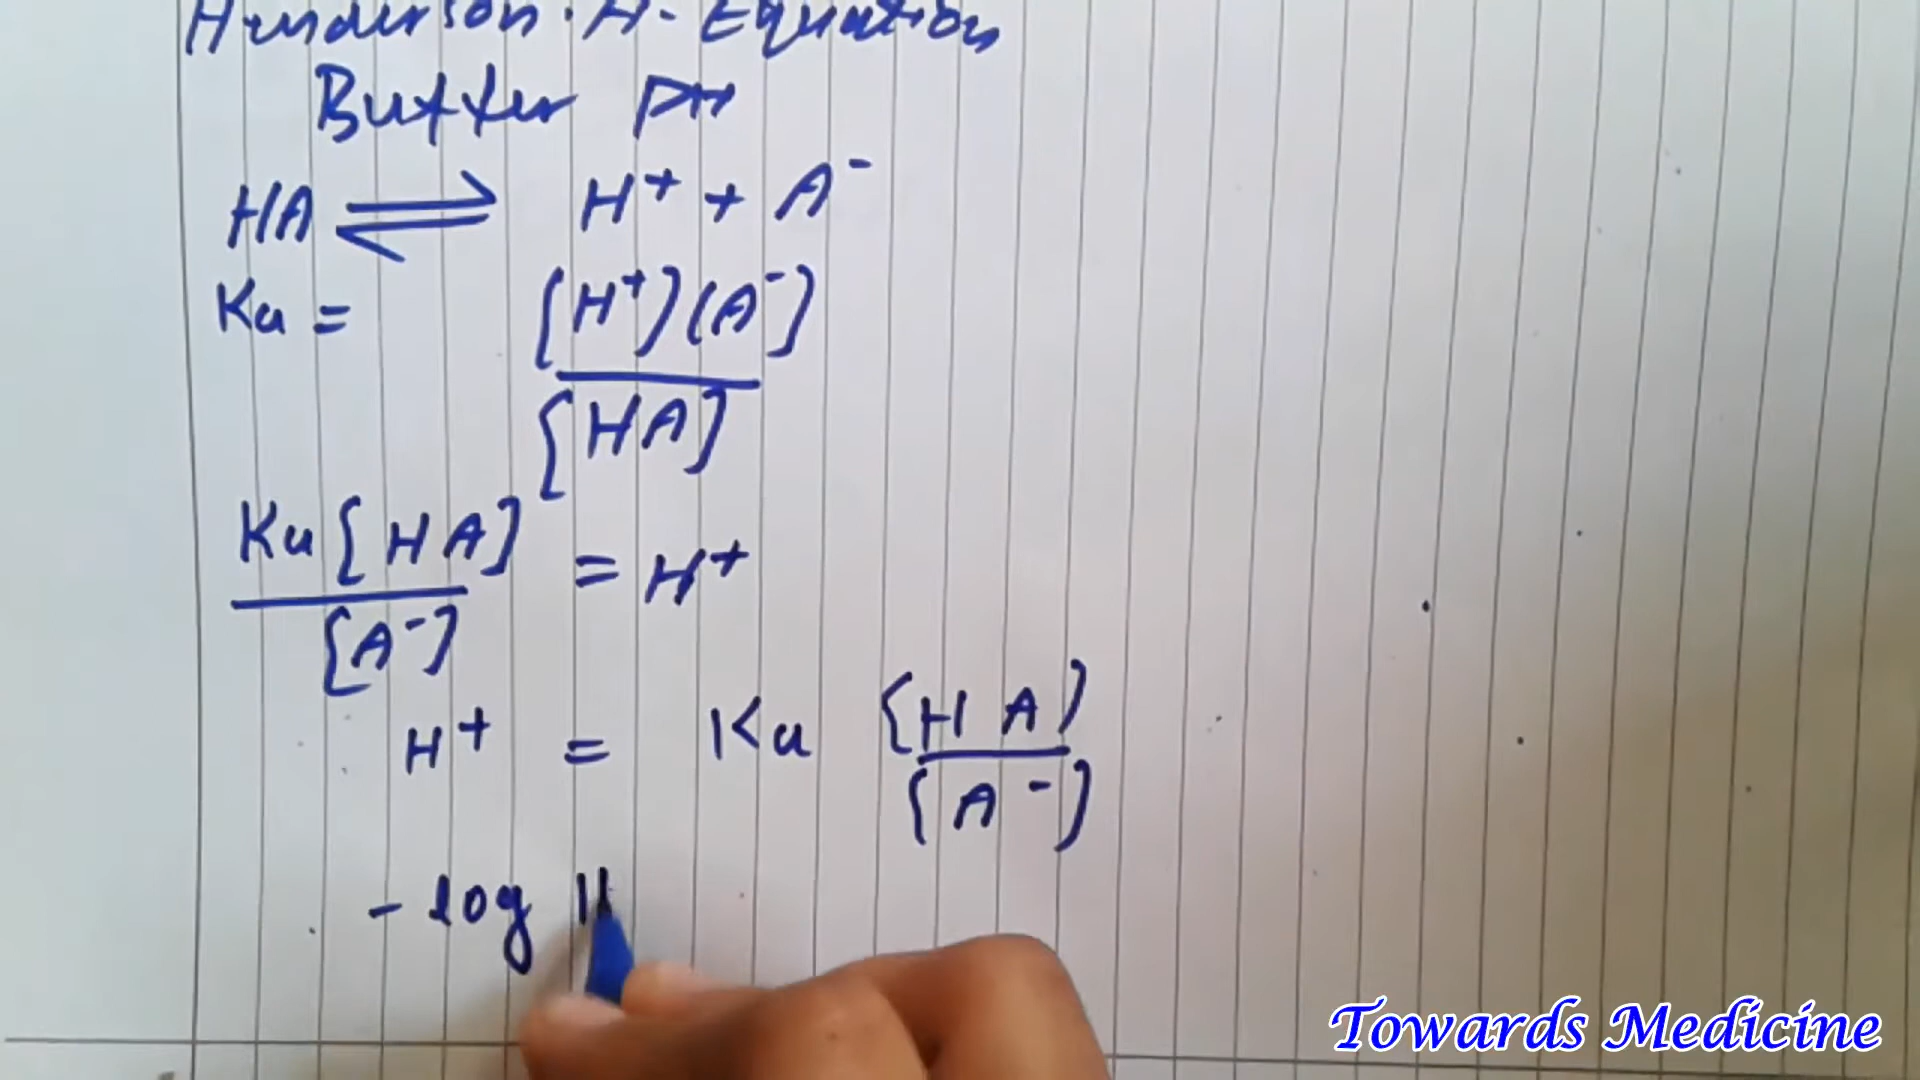 Henderson. H- Equation
Buffer PH
HA ⇌ H⁺ + A⁻
Ka = [H⁺)(A⁻]
[HA]
Ka[HA] = H⁺
[A⁻]
H⁺ = Ka [HA)
[A⁻]
- log H
Towards Medicine